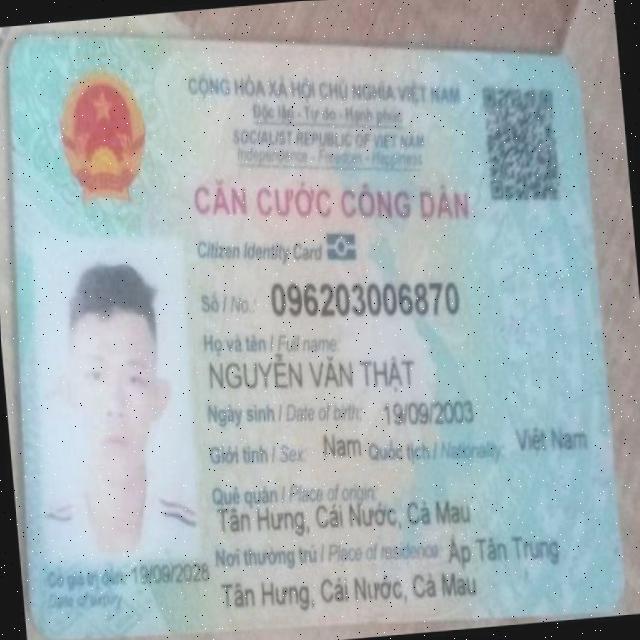 CỘNG HÒA XÃ HỘI CHỦ NGHĨA VIỆT NAM
Độc lập - Tự do - Hạnh phúc
SOCIALIST REPUBLIC OF VIET NAM
Independence - Freedom - Happiness
CĂN CƯỚC CÔNG DÂN
Citizen Identity Card
Số / No.: 096203006870
Họ và tên / Full name:
NGUYỄN VĂN THẬT
Ngày sinh / Date of birth: 19/09/2003
Giới tính / Sex: Nam Quốc tịch / Nationality: Việt Nam
Quê quán / Place of origin:
Tân Hưng, Cái Nước, Cà Mau
Nơi thường trú / Place of residence: Ấp Tân Trung
Tân Hưng, Cái Nước, Cà Mau
Có giá trị đến: 19/09/2028
Date of expiry